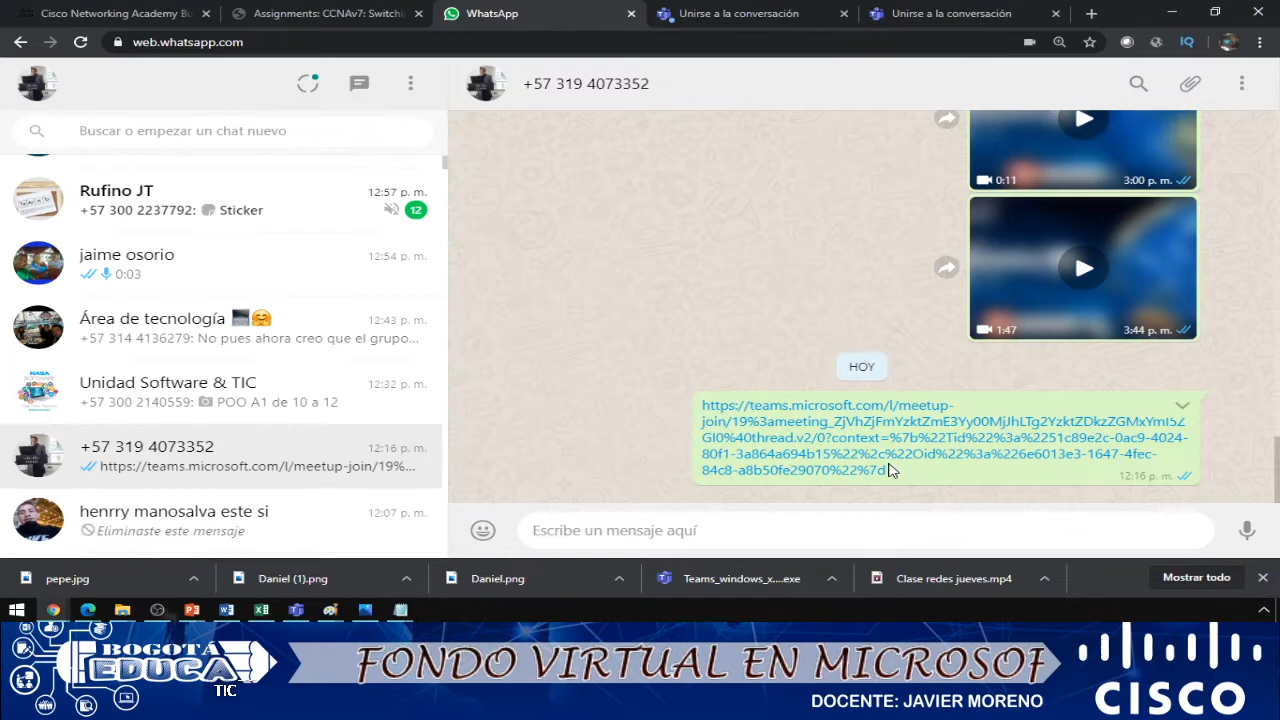 CCNA Cisco Networking Academy Bu
Assignments: CCNAv7: Switchi
WhatsApp
Unirse a la conversación
Unirse a la conversación
web.whatsapp.com
IQ
+57 319 4073352
Buscar o empezar un chat nuevo
Rufino JT
12:57 p. m.
+57 300 2237792: Sticker
12
jaime osorio
12:54 p. m.
0:03
Área de tecnología
12:43 p. m.
+57 314 4136279: No pues ahora creo que el grupo...
Unidad Software & TIC
12:32 p. m.
+57 300 2140559: POO A1 de 10 a 12
+57 319 4073352
12:16 p. m.
https://teams.microsoft.com/l/meetup-join/19%...
henrry manosalva este si
12:07 p. m.
Eliminaste este mensaje
0:11
3:00 p. m.
1:47
3:44 p. m.
HOY
https://teams.microsoft.com/l/meetup-
join/19%3ameeting_ZjVhZjFmYzktZmE3Yy00MjJhLTg2YzktZDkzZGMxYmI5Z
GI0%40thread.v2/0?context=%7b%22Tid%22%3a%2251c89e2c-0ac9-4024-
80f1-3a864a694b15%22%2c%22Oid%22%3a%226e6013e3-1647-4fec-
84c8-a8b50fe29070%22%7d
12:16 p. m.
Escribe un mensaje aquí
pepe.jpg
Daniel (1).png
Daniel.png
Teams_windows_x....exe
Clase redes jueves.mp4
Mostrar todo
BOGOTÁ
EDUCA
TIC
FONDO VIRTUAL EN MICROSOF
DOCENTE: JAVIER MORENO
CISCO